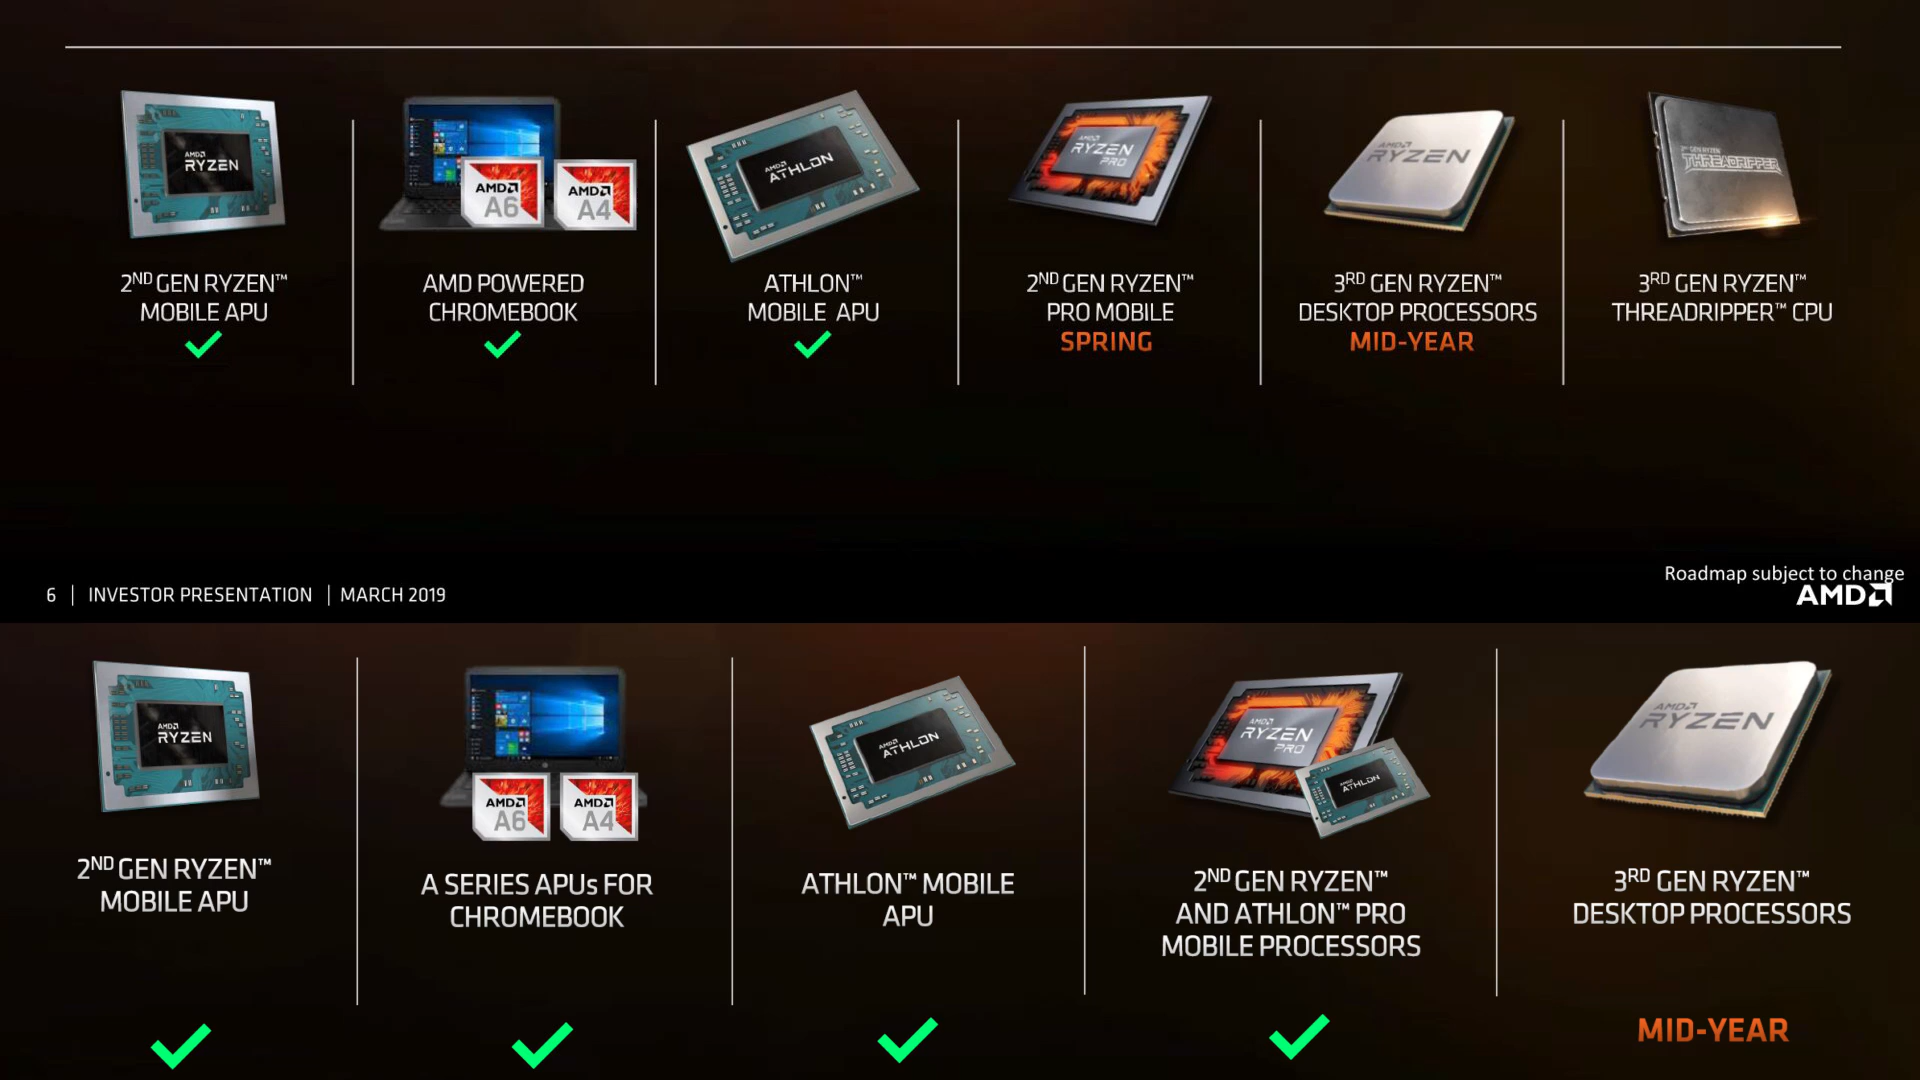 AMD
RYZEN
AMD
A6
AMD
A4
AMD
ATHLON
AMD
RYZEN
PRO
AMD
RYZEN
2ND GEN RYZEN
THREADRIPPER
2ND GEN RYZEN™
MOBILE APU
AMD POWERED
CHROMEBOOK
ATHLON™
MOBILE APU
2ND GEN RYZEN™
PRO MOBILE
SPRING
3RD GEN RYZEN™
DESKTOP PROCESSORS
MID-YEAR
3RD GEN RYZEN™
THREADRIPPER™ CPU
Roadmap subject to change
6 | INVESTOR PRESENTATION | MARCH 2019
AMD
AMD
RYZEN
AMD
A6
AMD
A4
AMD
ATHLON
AMD
RYZEN
PRO
AMD
ATHLON
AMD
RYZEN
2ND GEN RYZEN™
MOBILE APU
A SERIES APUs FOR
CHROMEBOOK
ATHLON™ MOBILE
APU
2ND GEN RYZEN™
AND ATHLON™ PRO
MOBILE PROCESSORS
3RD GEN RYZEN™
DESKTOP PROCESSORS
MID-YEAR